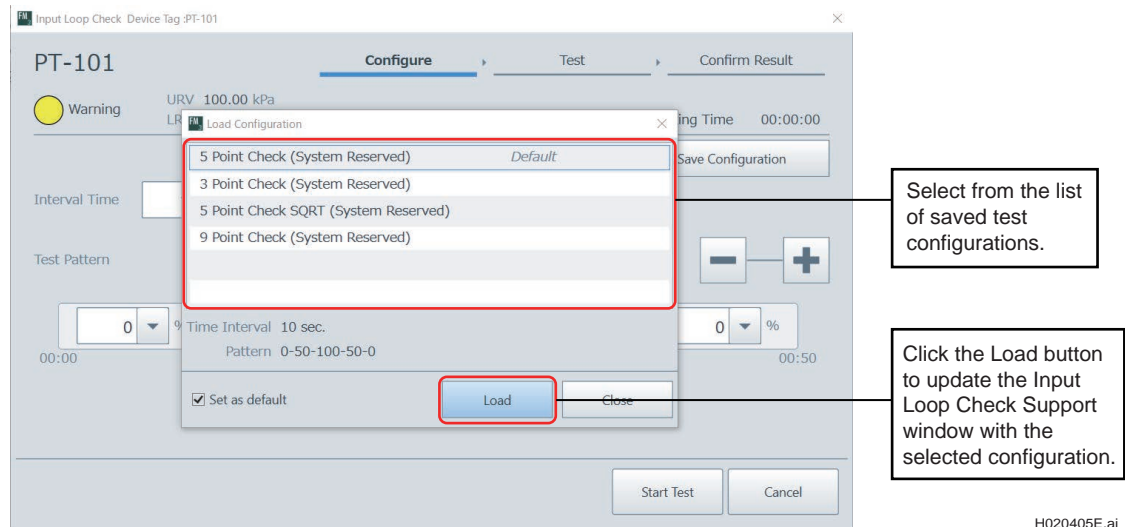 FM Input Loop Check Device Tag :PT-101
PT-101
Configure
Test
Confirm Result
Warning
URV 100.00 kPa
LR
ing Time 00:00:00
FM Load Configuration
5 Point Check (System Reserved) Default
3 Point Check (System Reserved)
5 Point Check SQRT (System Reserved)
9 Point Check (System Reserved)
Save Configuration
Interval Time
Test Pattern
0 %
00:00
0 %
00:50
Time Interval 10 sec.
Pattern 0-50-100-50-0
Set as default
Load
Close
Start Test
Cancel
Select from the list
of saved test
configurations.
Click the Load button
to update the Input
Loop Check Support
window with the
selected configuration.
H020405E.ai